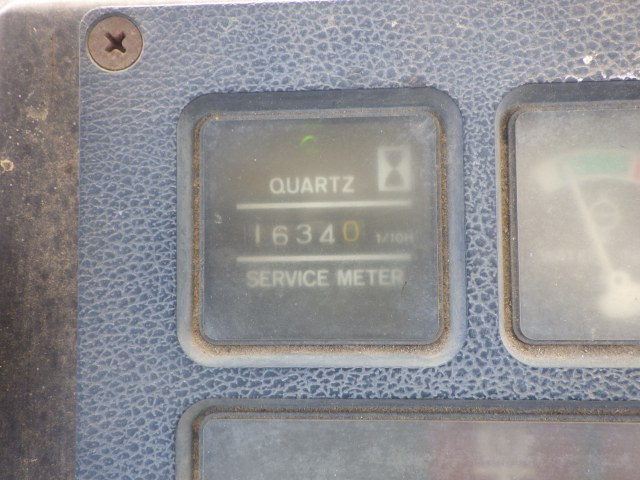 QUARTZ
16340 1/10H
SERVICE METER